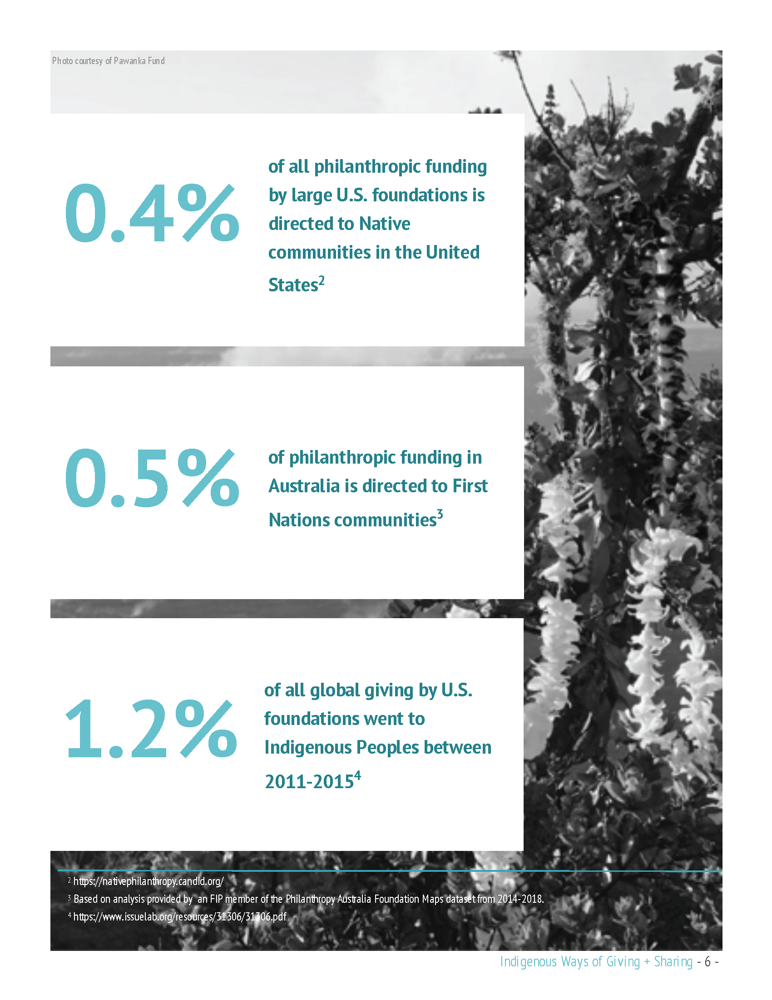 Photo courtesy of Pawanka Fund
0.4%
of all philanthropic funding
by large U.S. foundations is
directed to Native
communities in the United
States²
0.5%
of philanthropic funding in
Australia is directed to First
Nations communities³
1.2%
of all global giving by U.S.
foundations went to
Indigenous Peoples between
2011-2015⁴
² https://nativephilanthropy.candid.org/
³ Based on analysis provided by an FIP member of the Philanthropy Australia Foundation Maps dataset from 2014-2018.
⁴ https://www.issuelab.org/resources/31306/31306.pdf
Indigenous Ways of Giving + Sharing - 6 -